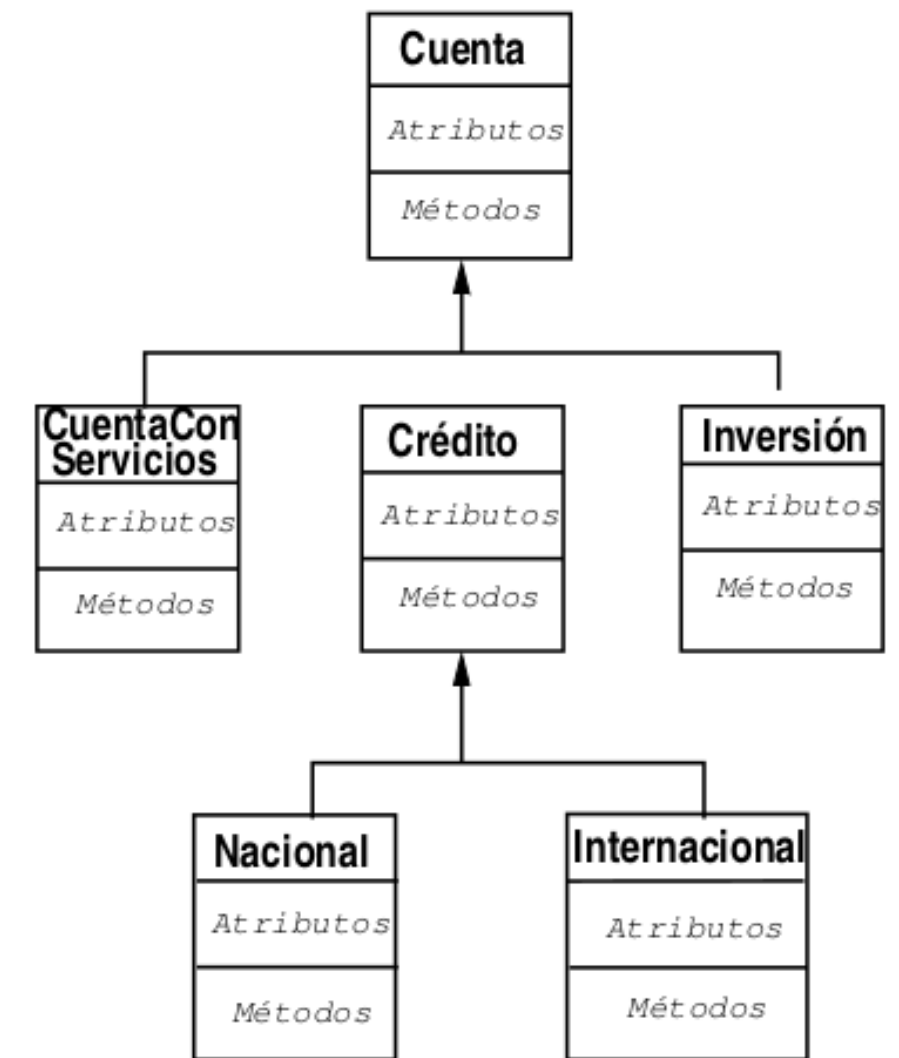 Cuenta
Atributos
Métodos
CuentaCon
Servicios
Atributos
Métodos
Crédito
Atributos
Métodos
Inversión
Atributos
Métodos
Nacional
Atributos
Métodos
Internacional
Atributos
Métodos